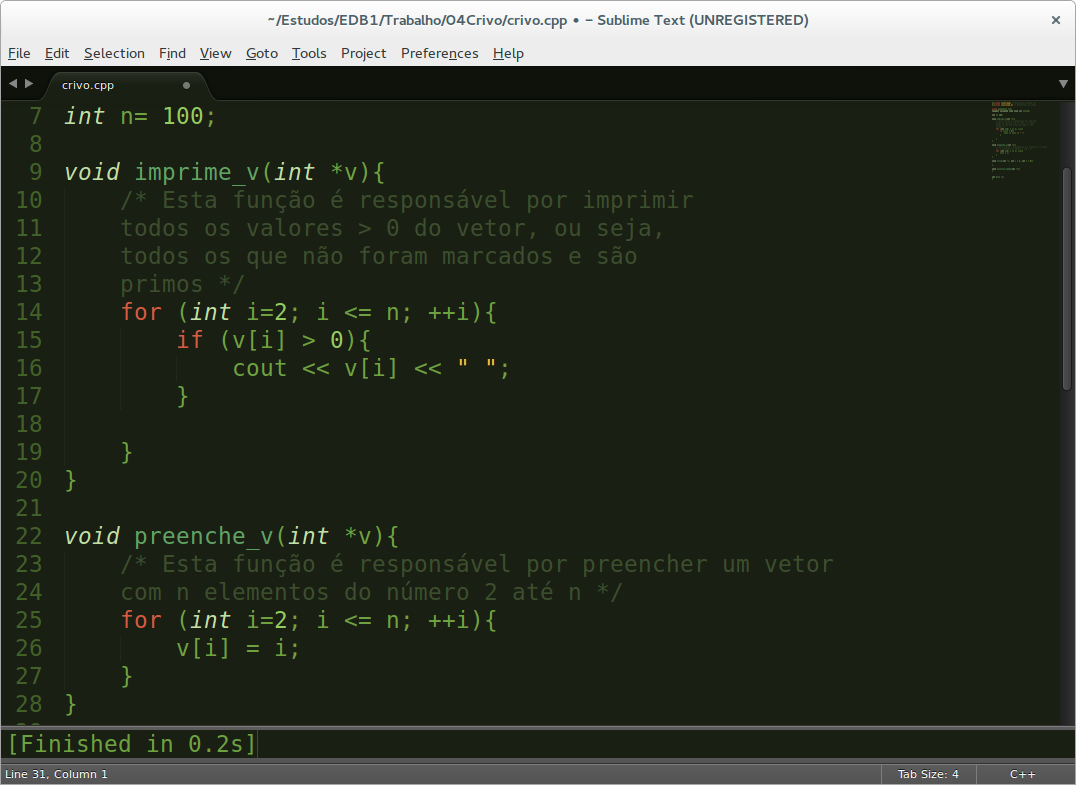 ~/Estudos/EDB1/Trabalho/04Crivo/crivo.cpp • – Sublime Text (UNREGISTERED)
File Edit Selection Find View Goto Tools Project Preferences Help
crivo.cpp
7 int n= 100;
8
9 void imprime_v(int *v){
10 /* Esta função é responsável por imprimir
11 todos os valores > 0 do vetor, ou seja,
12 todos os que não foram marcados e são
13 primos */
14 for (int i=2; i <= n; ++i){
15 if (v[i] > 0){
16 cout << v[i] << " ";
17 }
18
19 }
20 }
21
22 void preenche_v(int *v){
23 /* Esta função é responsável por preencher um vetor
24 com n elementos do número 2 até n */
25 for (int i=2; i <= n; ++i){
26 v[i] = i;
27 }
28 }
[Finished in 0.2s]
Line 31, Column 1 Tab Size: 4 C++